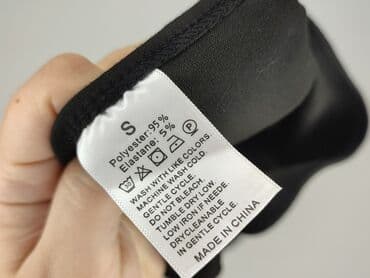 S
Polyester: 95%
Elastane: 5%
30 P
WASH WITH LIKE COLORS.
MACHINE WASH COLD.
GENTLE CYCLE.
DO NOT BLEACH.
TUMBLE DRY LOW.
LOW IRON IF NEEDED.
DRYCLEANABLE
IN GENTLE CYCLE.
MADE IN CHINA